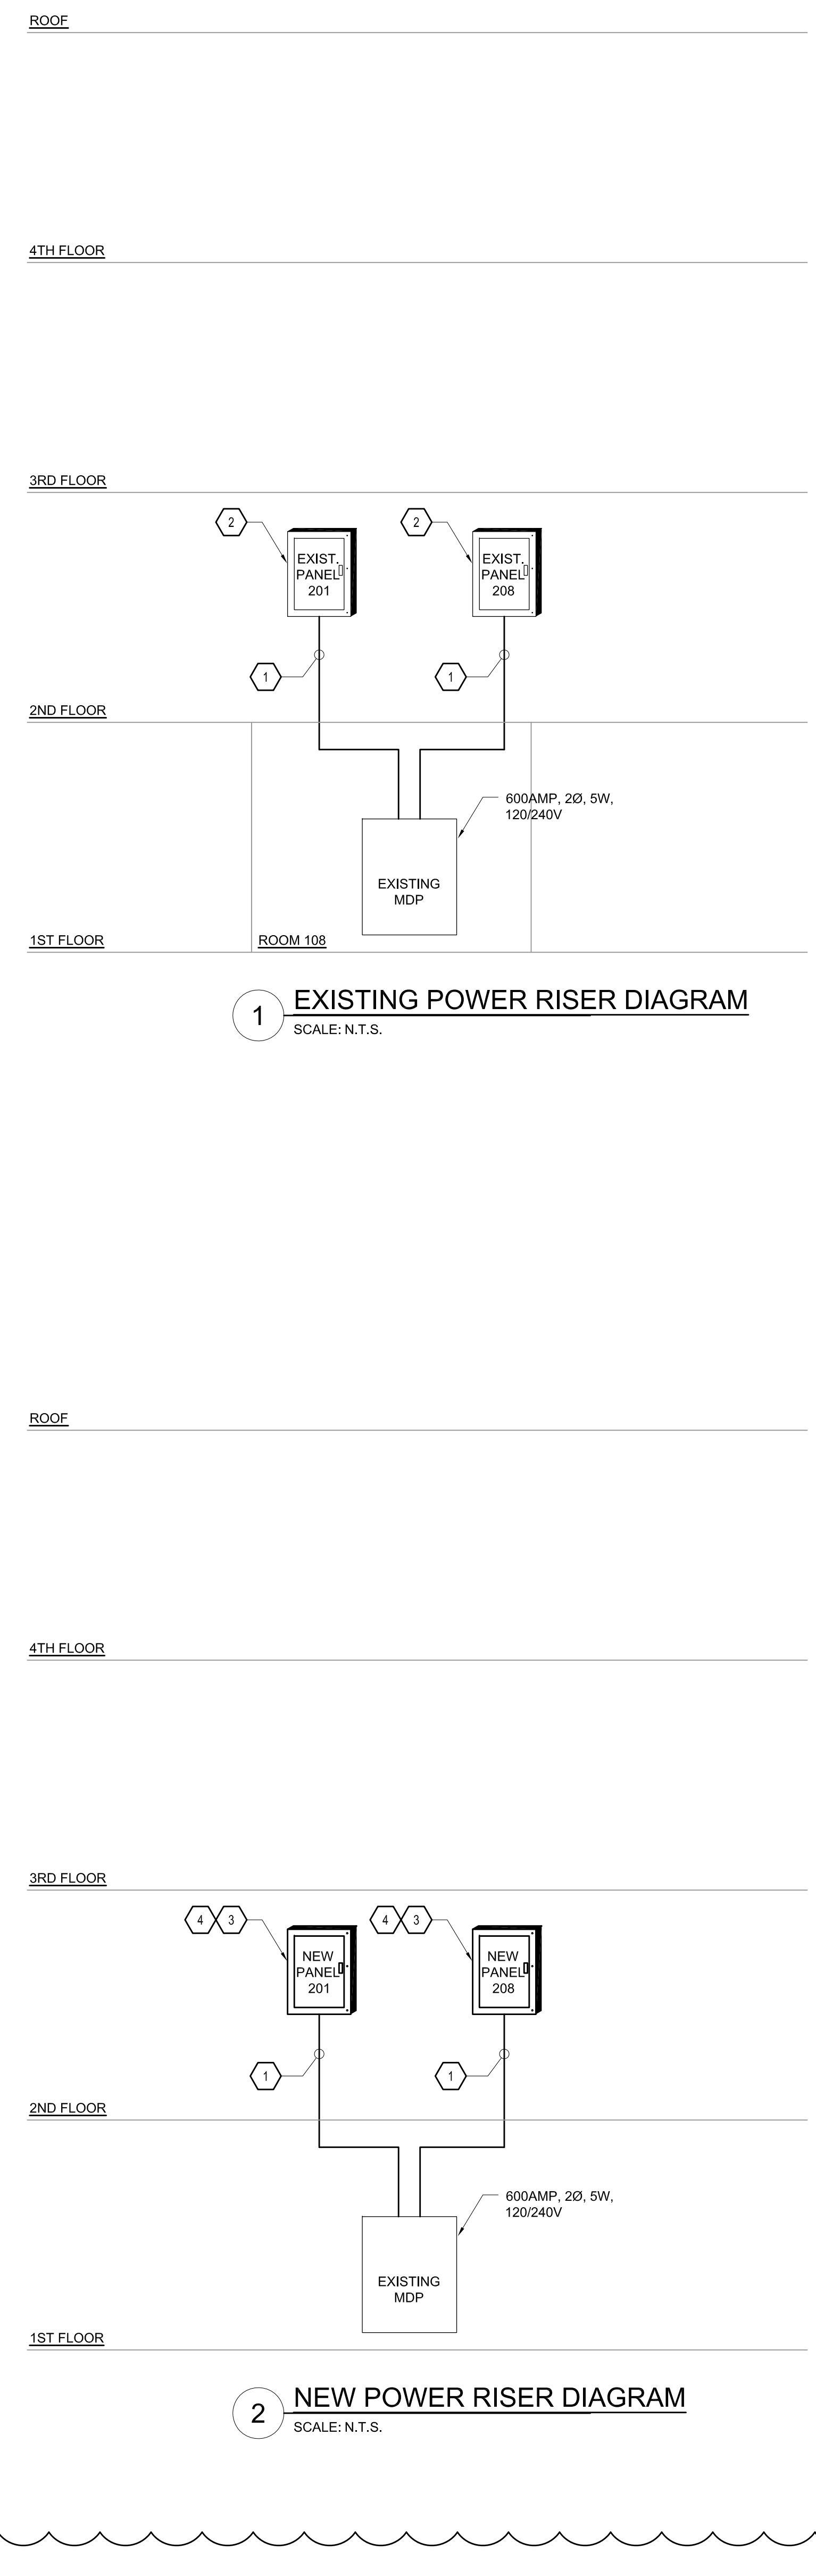 ROOF
4TH FLOOR
3RD FLOOR
2 2
EXIST. EXIST.
PANEL PANEL
201 208
1 1
2ND FLOOR
600AMP, 2Ø, 5W,
120/240V
EXISTING
MDP
1ST FLOOR ROOM 108
1 EXISTING POWER RISER DIAGRAM
SCALE: N.T.S.
ROOF
4TH FLOOR
3RD FLOOR
4 3 4 3
NEW NEW
PANEL PANEL
201 208
1 1
2ND FLOOR
600AMP, 2Ø, 5W,
120/240V
EXISTING
MDP
1ST FLOOR
2 NEW POWER RISER DIAGRAM
SCALE: N.T.S.